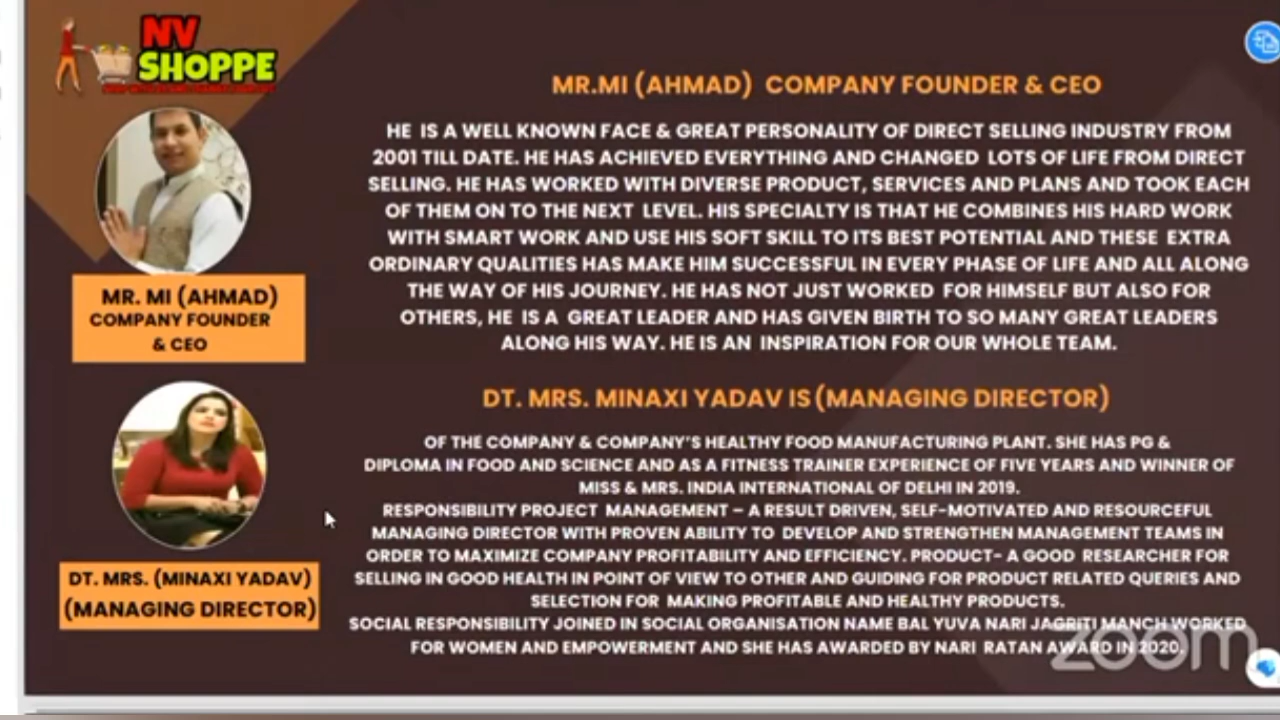 NV
SHOPPE
MR. MI (AHMAD)
COMPANY FOUNDER
& CEO
DT. MRS. (MINAXI YADAV)
(MANAGING DIRECTOR)
MR.MI (AHMAD) COMPANY FOUNDER & CEO
HE IS A WELL KNOWN FACE & GREAT PERSONALITY OF DIRECT SELLING INDUSTRY FROM
2001 TILL DATE. HE HAS ACHIEVED EVERYTHING AND CHANGED LOTS OF LIFE FROM DIRECT
SELLING. HE HAS WORKED WITH DIVERSE PRODUCT, SERVICES AND PLANS AND TOOK EACH
OF THEM ON TO THE NEXT LEVEL. HIS SPECIALTY IS THAT HE COMBINES HIS HARD WORK
WITH SMART WORK AND USE HIS SOFT SKILL TO ITS BEST POTENTIAL AND THESE EXTRA
ORDINARY QUALITIES HAS MAKE HIM SUCCESSFUL IN EVERY PHASE OF LIFE AND ALL ALONG
THE WAY OF HIS JOURNEY. HE HAS NOT JUST WORKED FOR HIMSELF BUT ALSO FOR
OTHERS, HE IS A GREAT LEADER AND HAS GIVEN BIRTH TO SO MANY GREAT LEADERS
ALONG HIS WAY. HE IS AN INSPIRATION FOR OUR WHOLE TEAM.
DT. MRS. MINAXI YADAV IS (MANAGING DIRECTOR)
OF THE COMPANY & COMPANY'S HEALTHY FOOD MANUFACTURING PLANT. SHE HAS PG &
DIPLOMA IN FOOD AND SCIENCE AND AS A FITNESS TRAINER EXPERIENCE OF FIVE YEARS AND WINNER OF
MISS & MRS. INDIA INTERNATIONAL OF DELHI IN 2019.
RESPONSIBILITY PROJECT MANAGEMENT – A RESULT DRIVEN, SELF-MOTIVATED AND RESOURCEFUL
MANAGING DIRECTOR WITH PROVEN ABILITY TO DEVELOP AND STRENGTHEN MANAGEMENT TEAMS IN
ORDER TO MAXIMIZE COMPANY PROFITABILITY AND EFFICIENCY. PRODUCT- A GOOD RESEARCHER FOR
SELLING IN GOOD HEALTH IN POINT OF VIEW TO OTHER AND GUIDING FOR PRODUCT RELATED QUERIES AND
SELECTION FOR MAKING PROFITABLE AND HEALTHY PRODUCTS.
SOCIAL RESPONSIBILITY JOINED IN SOCIAL ORGANISATION NAME BAL YUVA NARI JAGRITI MANCH WORKED
FOR WOMEN AND EMPOWERMENT AND SHE HAS AWARDED BY NARI RATAN AWARD IN 2020.
zoom